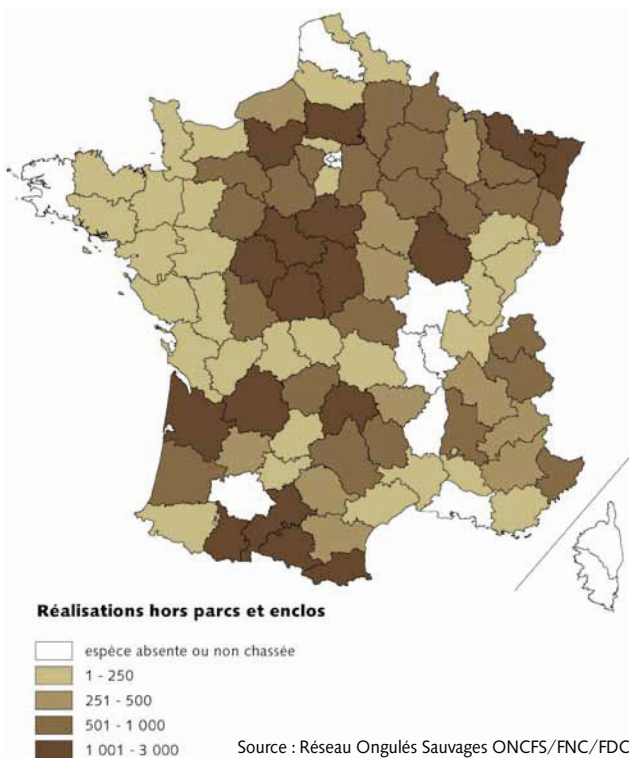 Réalisations hors parcs et enclos
espèce absente ou non chassée
1 - 250
251 - 500
501 - 1 000
1 001 - 3 000
Source : Réseau Ongulés Sauvages ONCFS/FNC/FDC